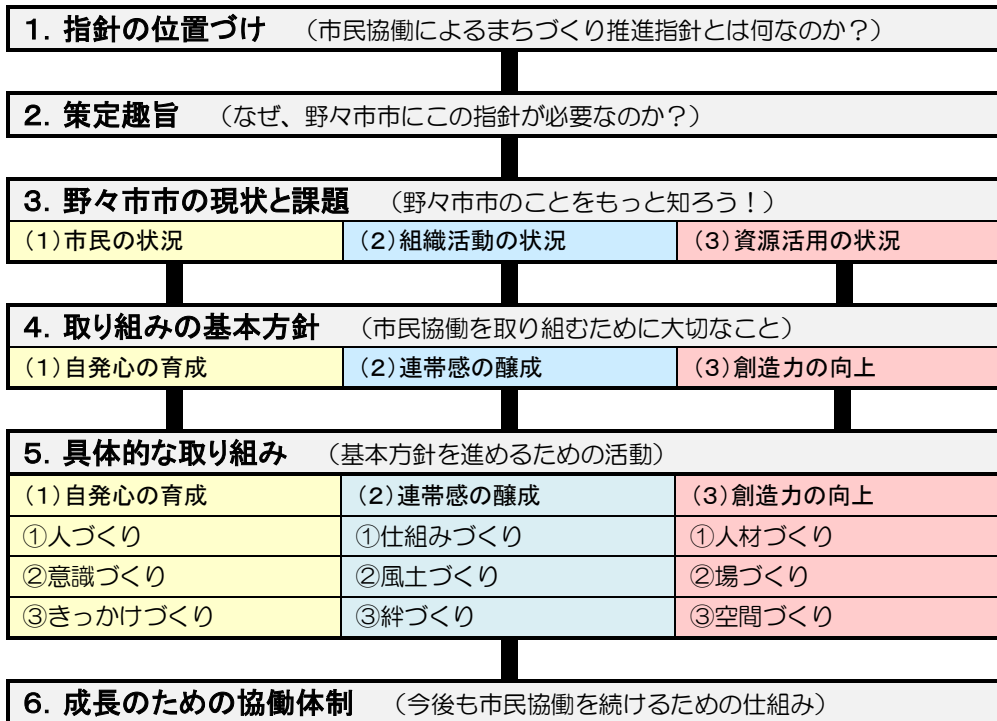 1．指針の位置づけ　（市民協働によるまちづくり推進指針とは何なのか？）
2．策定趣旨　（なぜ、野々市市にこの指針が必要なのか？）
3．野々市市の現状と課題　（野々市市のことをもっと知ろう！）
（1）市民の状況　（2）組織活動の状況　（3）資源活用の状況
4．取り組みの基本方針　（市民協働を取り組むために大切なこと）
（1）自発心の育成　（2）連帯感の醸成　（3）創造力の向上
5．具体的な取り組み　（基本方針を進めるための活動）
（1）自発心の育成　（2）連帯感の醸成　（3）創造力の向上
①人づくり　①仕組みづくり　①人材づくり
②意識づくり　②風土づくり　②場づくり
③きっかけづくり　③絆づくり　③空間づくり
6．成長のための協働体制　（今後も市民協働を続けるための仕組み）